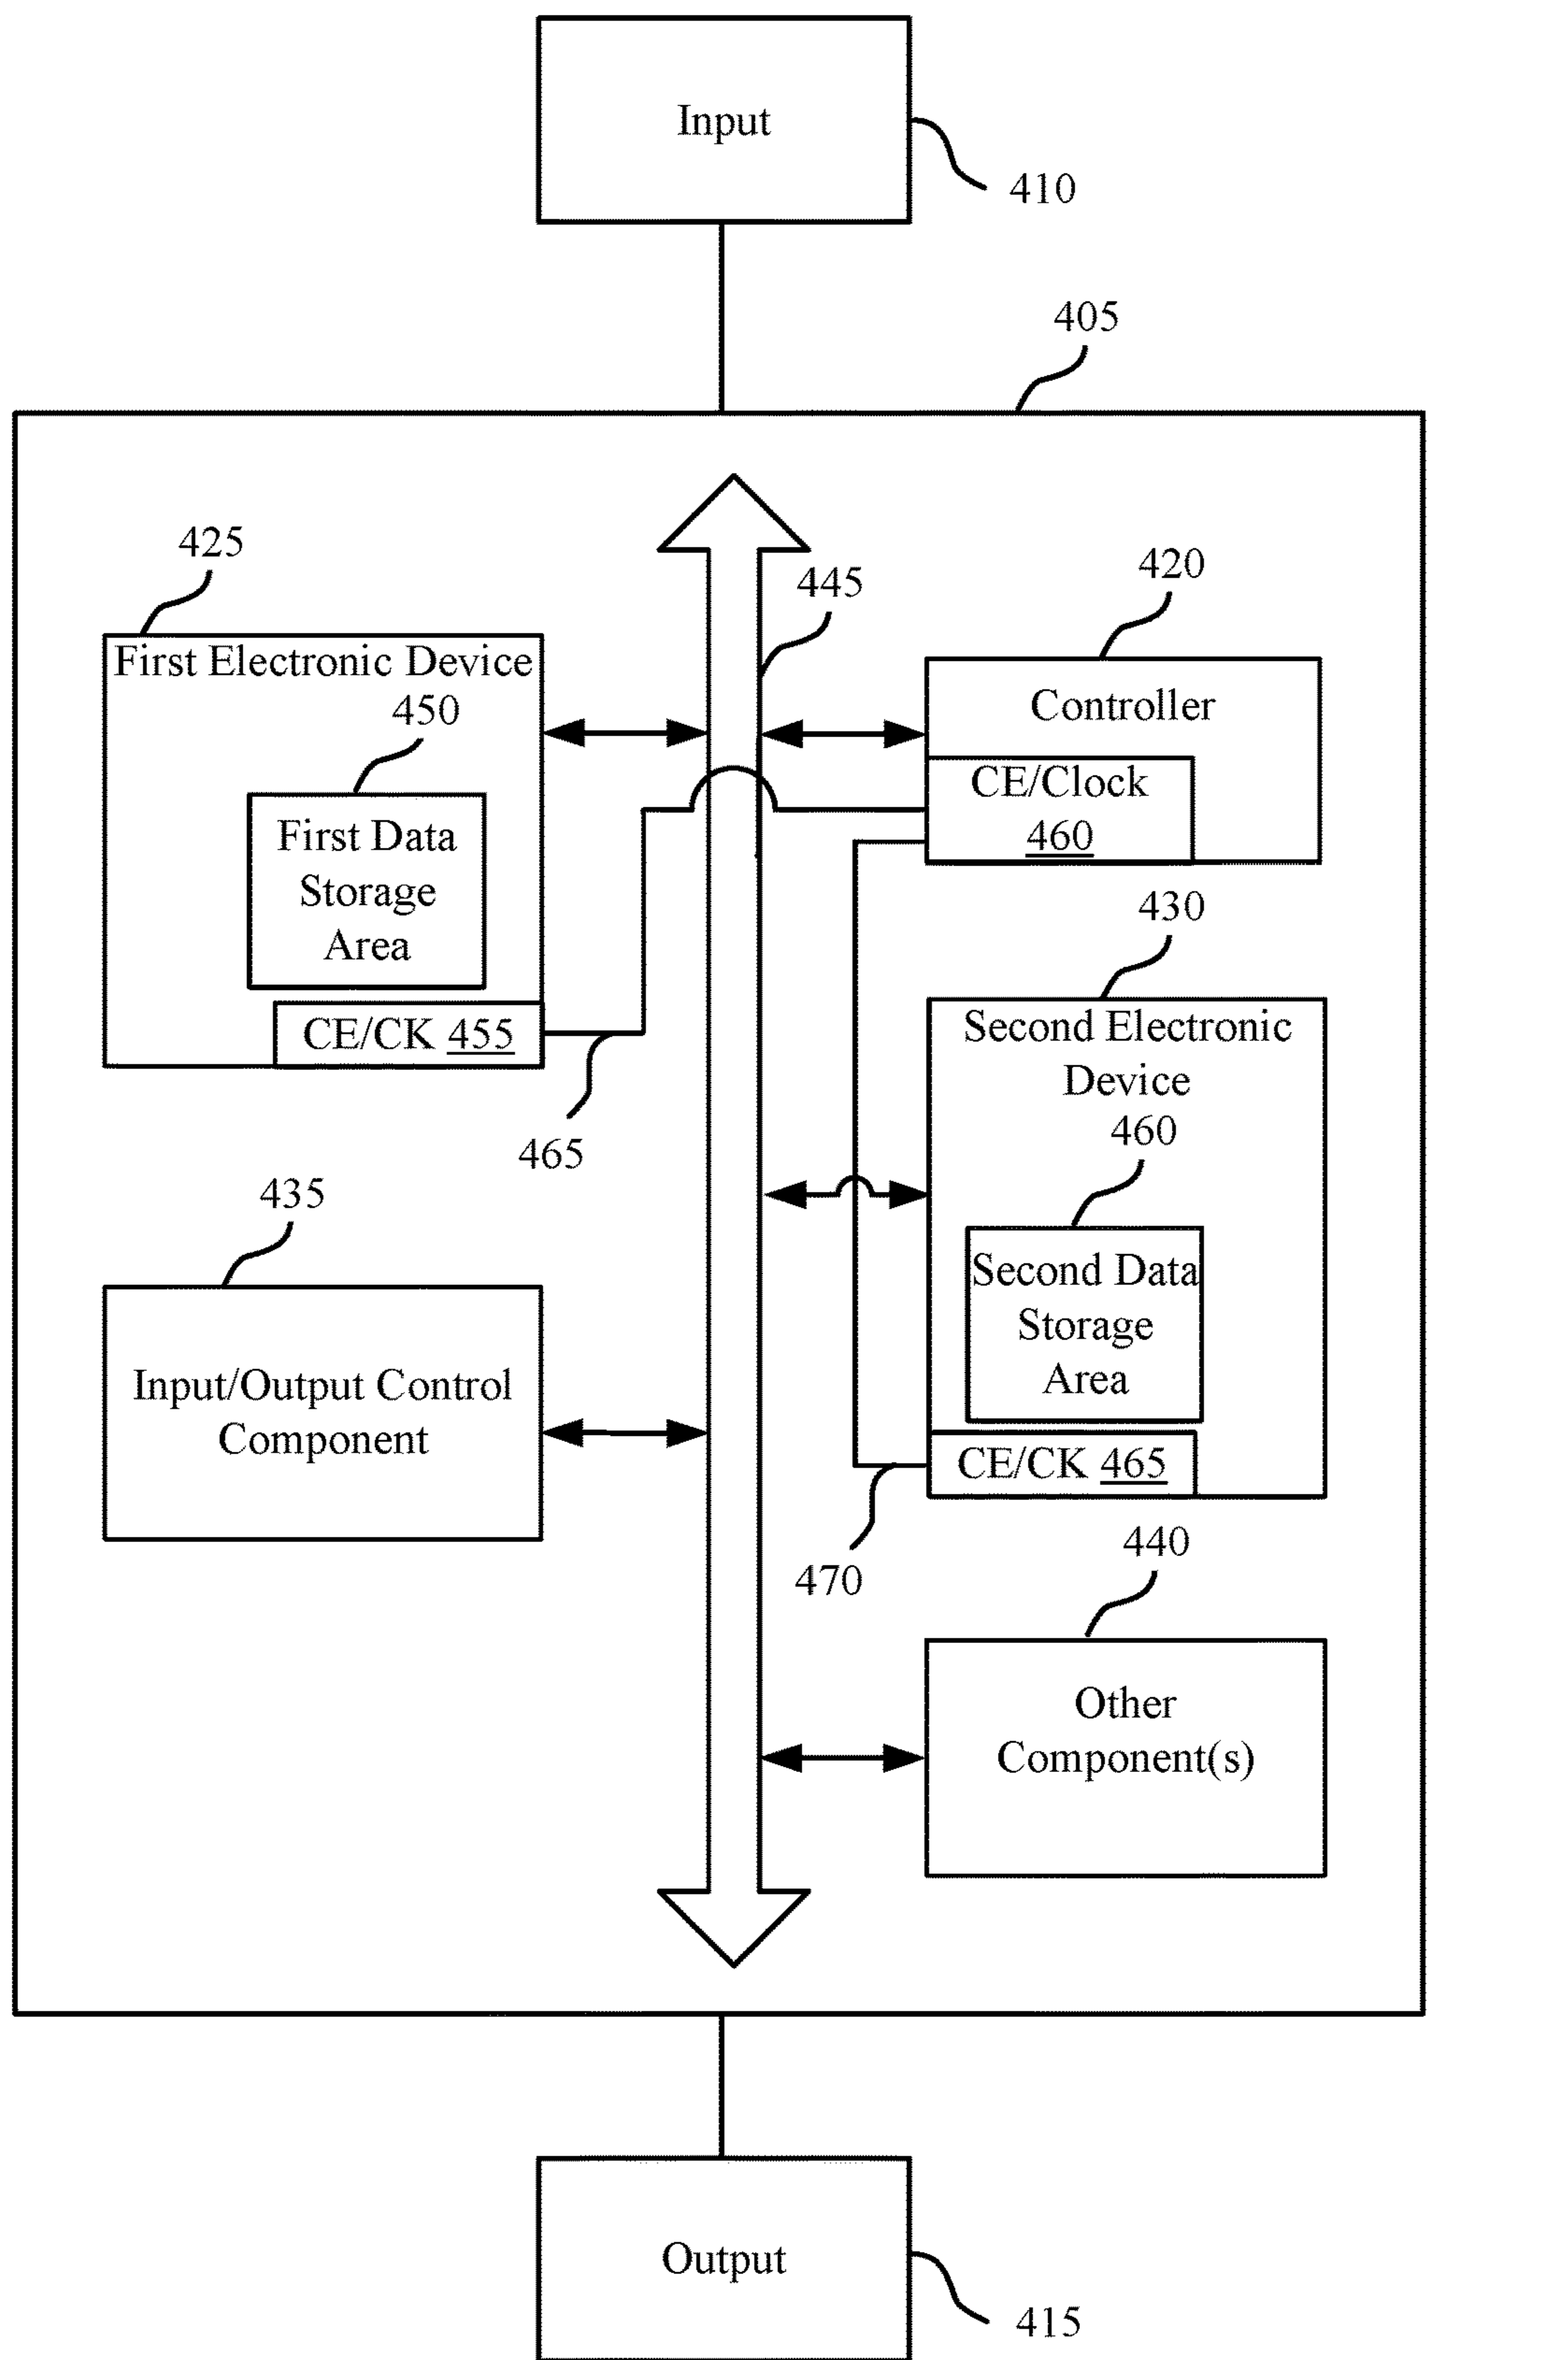 Input
410
405
425
445
420
First Electronic Device
450
Controller
CE/Clock
460
First Data
Storage
Area
430
CE/CK 455
Second Electronic
Device
465
460
435
Second Data
Storage
Area
Input/Output Control
Component
CE/CK 465
470
440
Other
Component(s)
Output
415